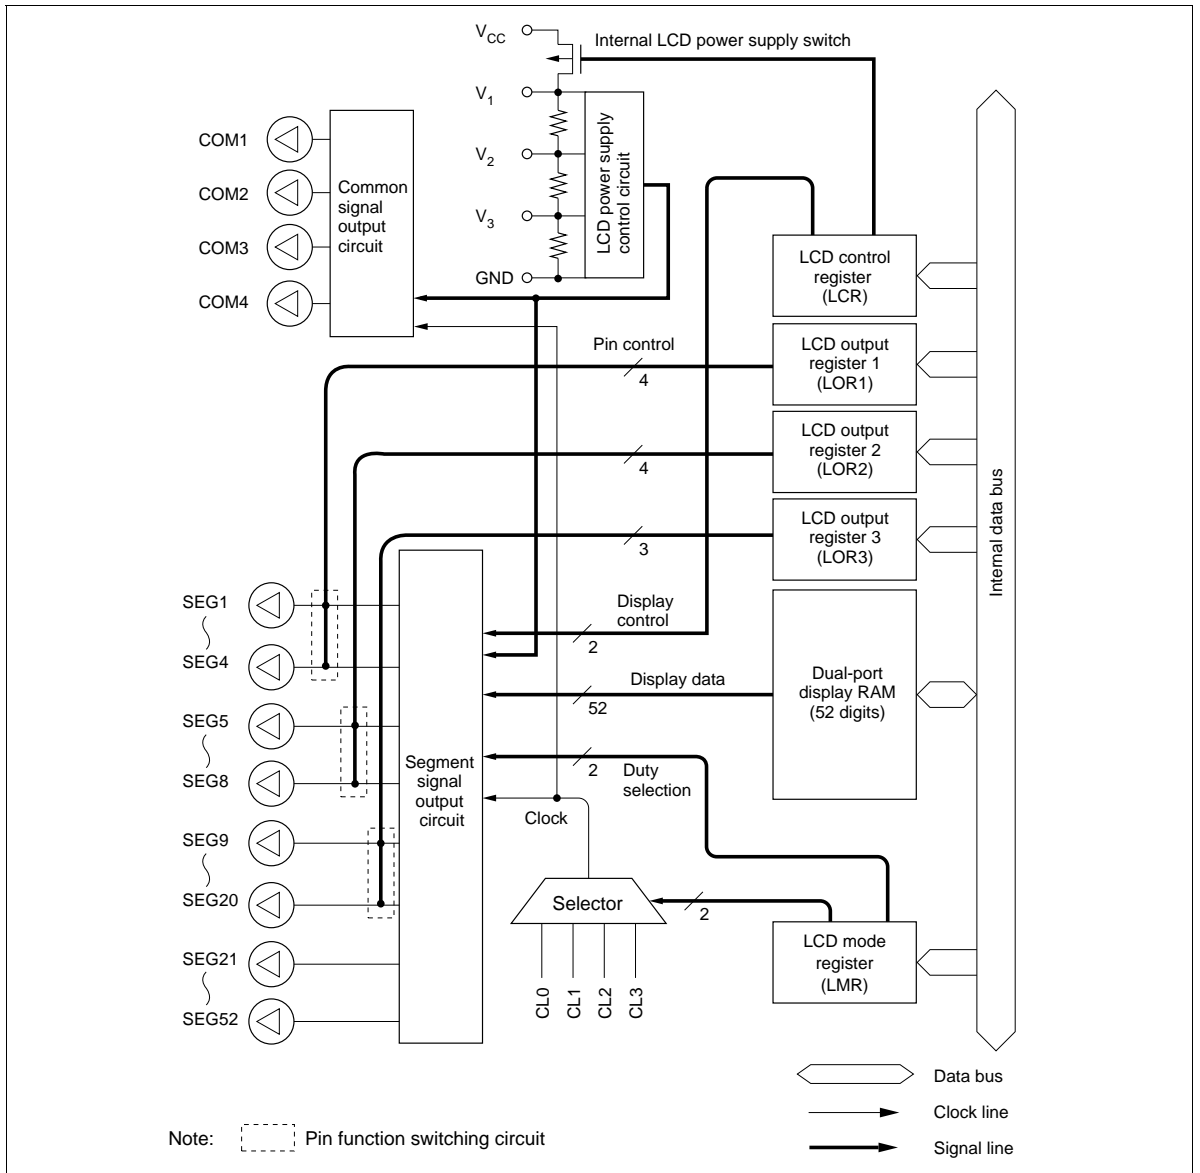 VCC
Internal LCD power supply switch
V1
V2
V3
GND
LCD power supply
control circuit
COM1
COM2
COM3
COM4
Common
signal
output
circuit
LCD control
register
(LCR)
Pin control
4
LCD output
register 1
(LOR1)
4
LCD output
register 2
(LOR2)
3
LCD output
register 3
(LOR3)
Internal data bus
SEG1
SEG4
SEG5
SEG8
SEG9
SEG20
SEG21
SEG52
Segment
signal
output
circuit
Display
control
2
Display data
52
Dual-port
display RAM
(52 digits)
2
Duty
selection
Clock
Selector
2
CL0
CL1
CL2
CL3
LCD mode
register
(LMR)
Data bus
Clock line
Signal line
Note: Pin function switching circuit